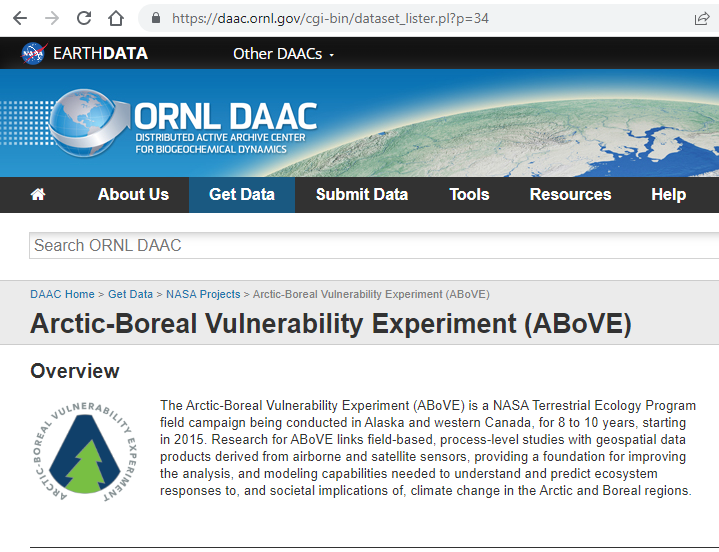 https://daac.ornl.gov/cgi-bin/dataset_lister.pl?p=34
NASA EARTHDATA Other DAACs
ORNL DAAC
DISTRIBUTED ACTIVE ARCHIVE CENTER
FOR BIOGEOCHEMICAL DYNAMICS
About Us Get Data Submit Data Tools Resources Help
Search ORNL DAAC
DAAC Home > Get Data > NASA Projects > Arctic-Boreal Vulnerability Experiment (ABoVE)
Arctic-Boreal Vulnerability Experiment (ABoVE)
Overview
ARCTIC-BOREAL VULNERABILITY EXPERIMENT
The Arctic-Boreal Vulnerability Experiment (ABoVE) is a NASA Terrestrial Ecology Program
field campaign being conducted in Alaska and western Canada, for 8 to 10 years, starting
in 2015. Research for ABoVE links field-based, process-level studies with geospatial data
products derived from airborne and satellite sensors, providing a foundation for improving
the analysis, and modeling capabilities needed to understand and predict ecosystem
responses to, and societal implications of, climate change in the Arctic and Boreal regions.